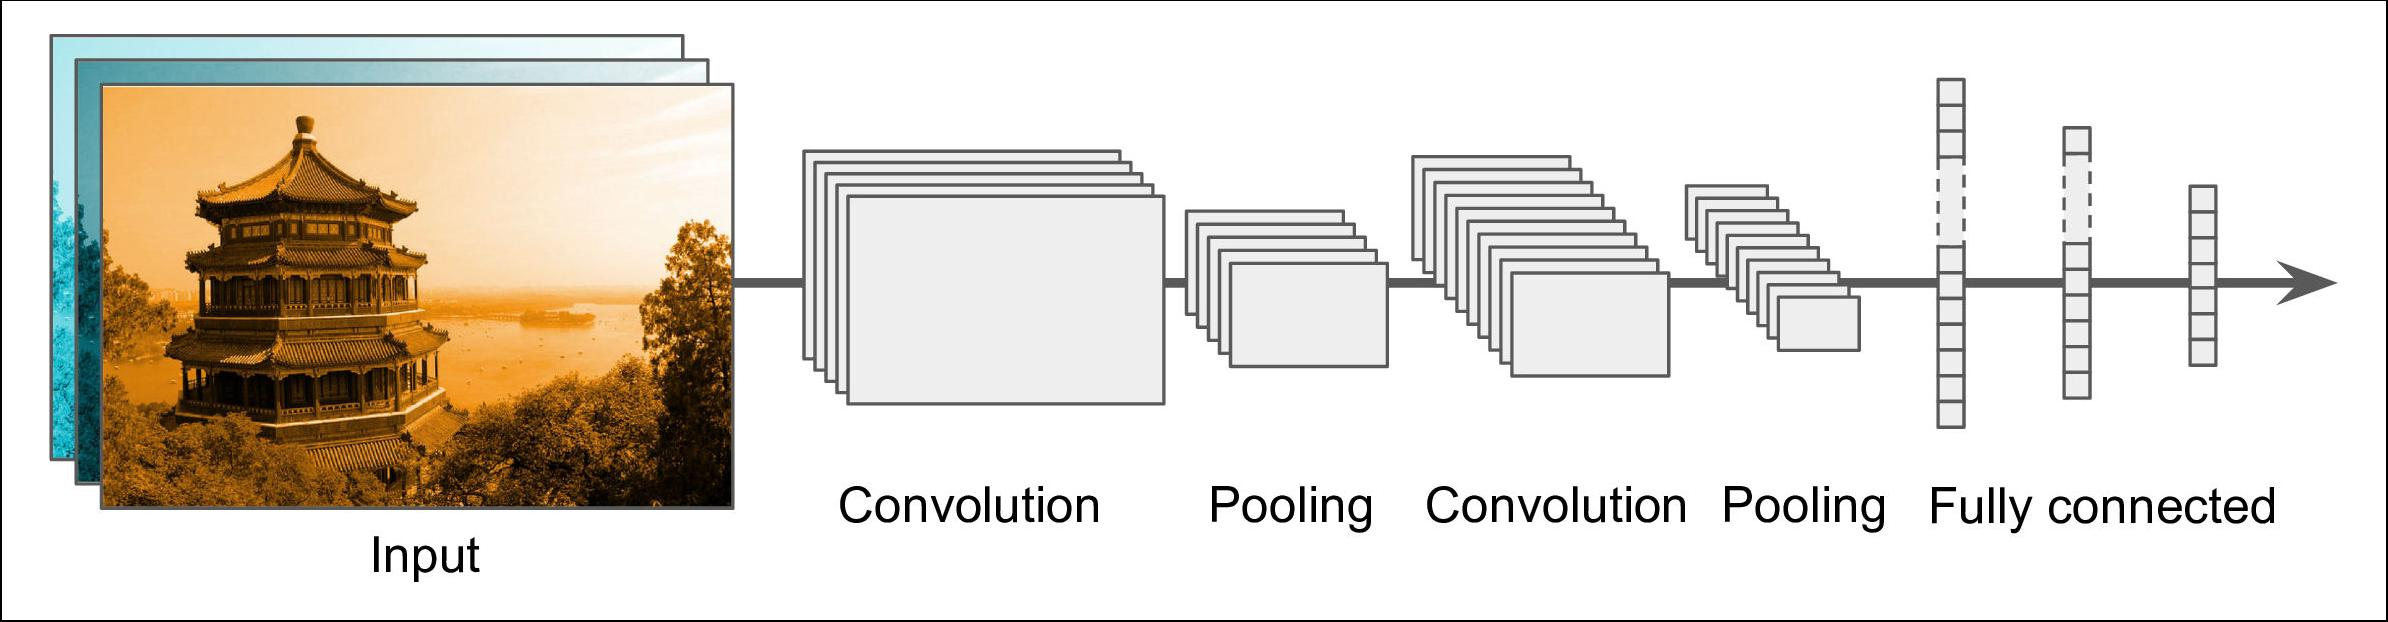 Input
Convolution
Pooling
Convolution
Pooling
Fully connected